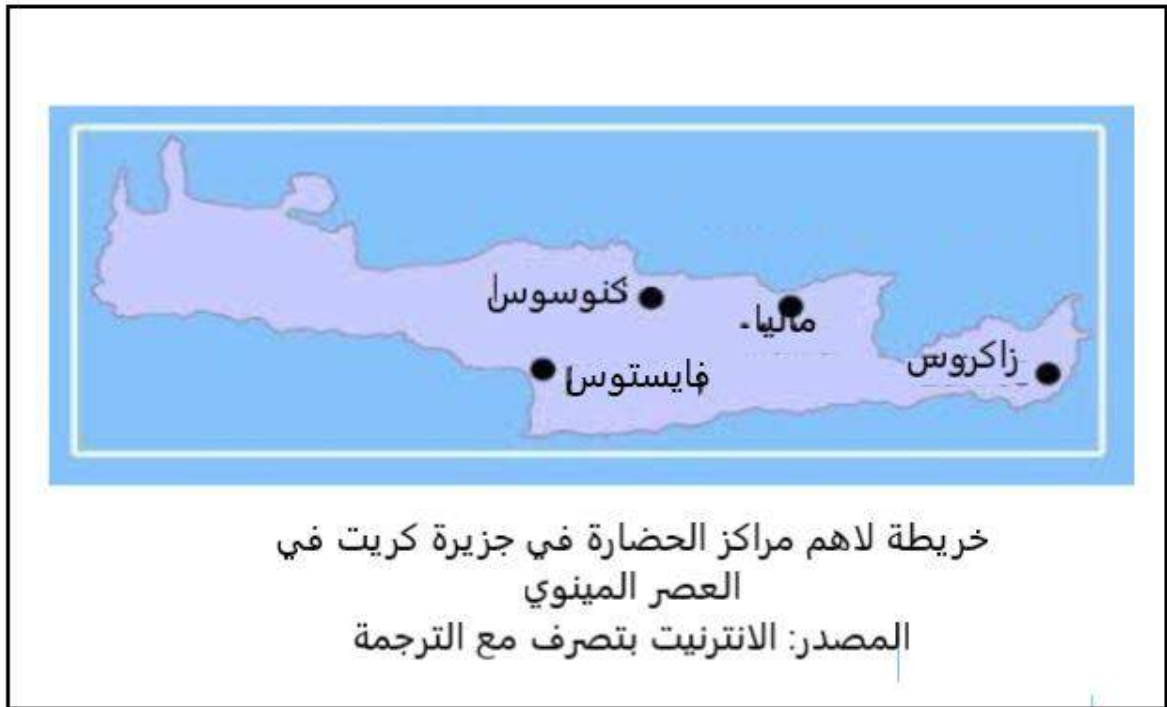 كنوسوس
ماليا
زاكروس
فايستوس
خريطة لاهم مراكز الحضارة في جزيرة كريت في
العصر المينوي
المصدر: الانترنيت بتصرف مع الترجمة